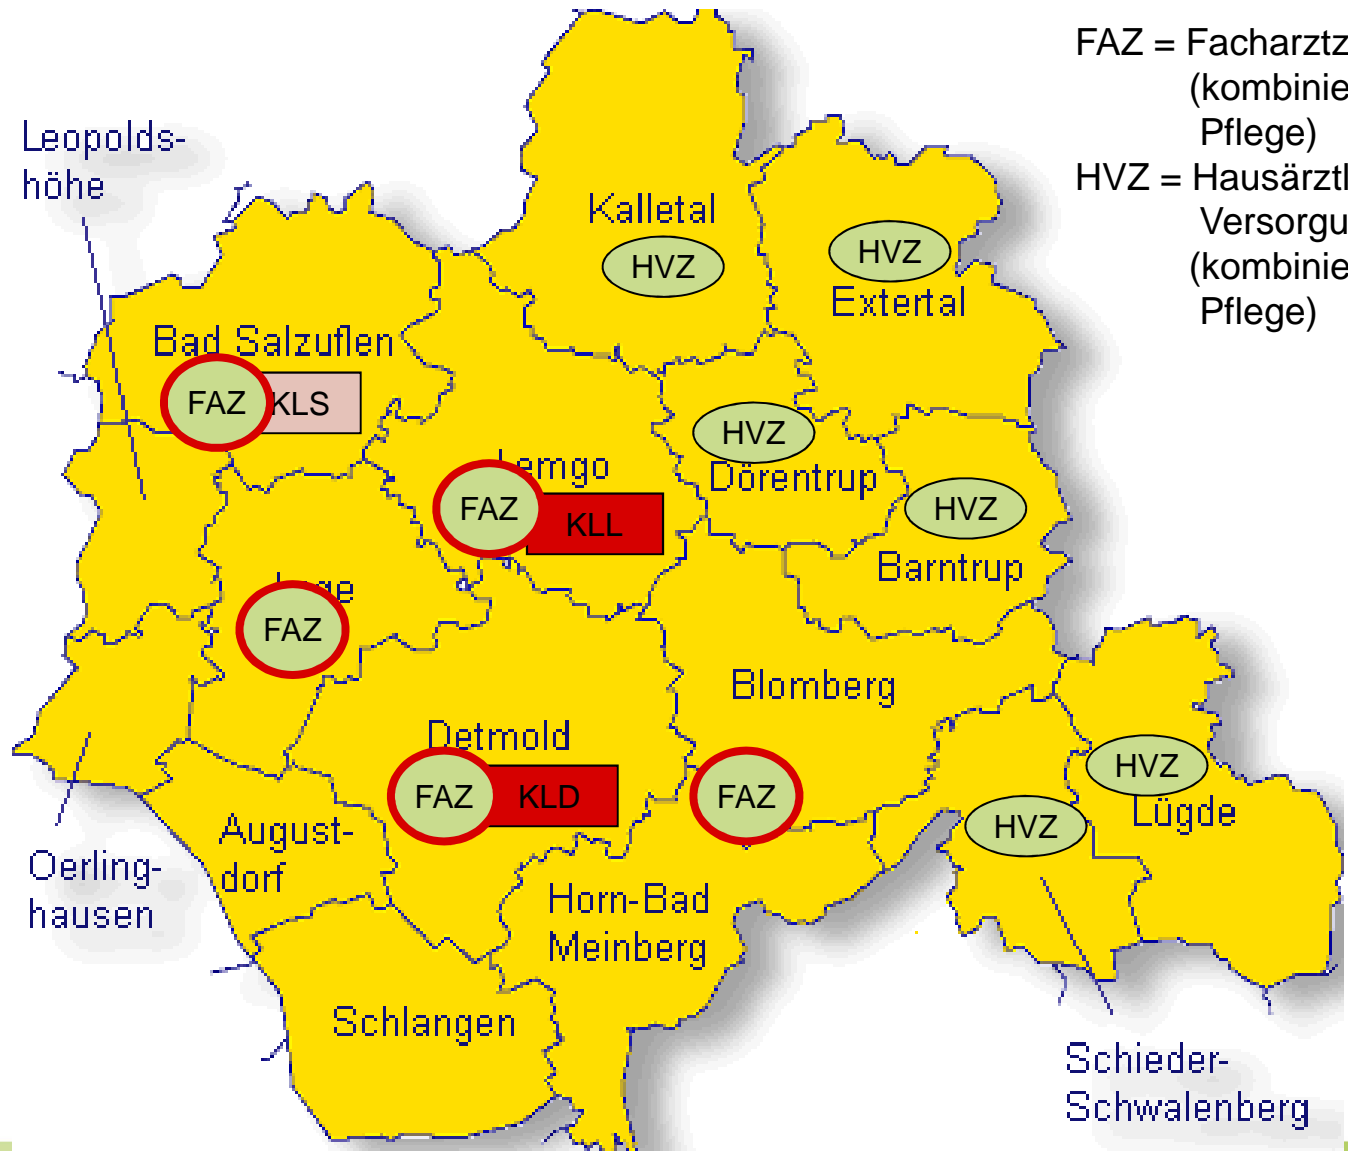 FAZ = Facharztz
(kombinie
Pflege)
HVZ = Hausärztl
Versorgu
(kombinie
Pflege)
Leopolds-
höhe
Kalletal
HVZ
HVZ
Extertal
Bad Salzuflen
FAZ KLS
HVZ
Dörentrup
Lemgo
FAZ KLL
HVZ
Barntrup
Lage
FAZ
Blomberg
Detmold
FAZ KLD
FAZ
HVZ
Lügde
HVZ
August-
dorf
Oerling-
hausen
Horn-Bad
Meinberg
Schlangen
Schieder-
Schwalenberg